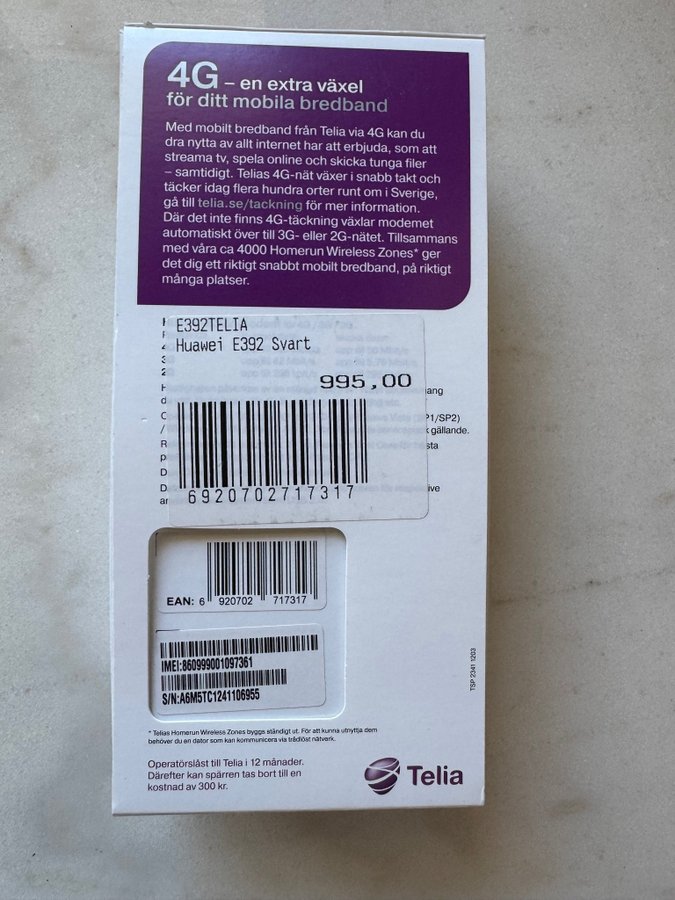 4G – en extra växel
för ditt mobila bredband
Med mobilt bredband från Telia via 4G kan du
dra nytta av allt internet har att erbjuda, som att
streama tv, spela online och skicka tunga filer
– samtidigt. Telias 4G-nät växer i snabb takt och
täcker idag flera hundra orter runt om i Sverige,
gå till telia.se/tackning för mer information.
Där det inte finns 4G-täckning växlar modemet
automatiskt över till 3G- eller 2G-nätet. Tillsammans
med våra ca 4000 Homerun Wireless Zones* ger
det dig ett riktigt snabbt mobilt bredband, på riktigt
många platser.
E392TELIA
Huawei E392 Svart
995,00
gällande.
6920702717317
EAN: 6 920702 717317
IMEI:860999001097361
S/N:A6M5TC1241106955
TSP 2341 1203
* Telias Homerun Wireless Zones byggs ständigt ut. För att kunna utnyttja dem
behöver du en dator som kan kommunicera via trådlöst nätverk.
Operatörslåst till Telia i 12 månader.
Därefter kan spärren tas bort till en
kostnad av 300 kr.
Telia